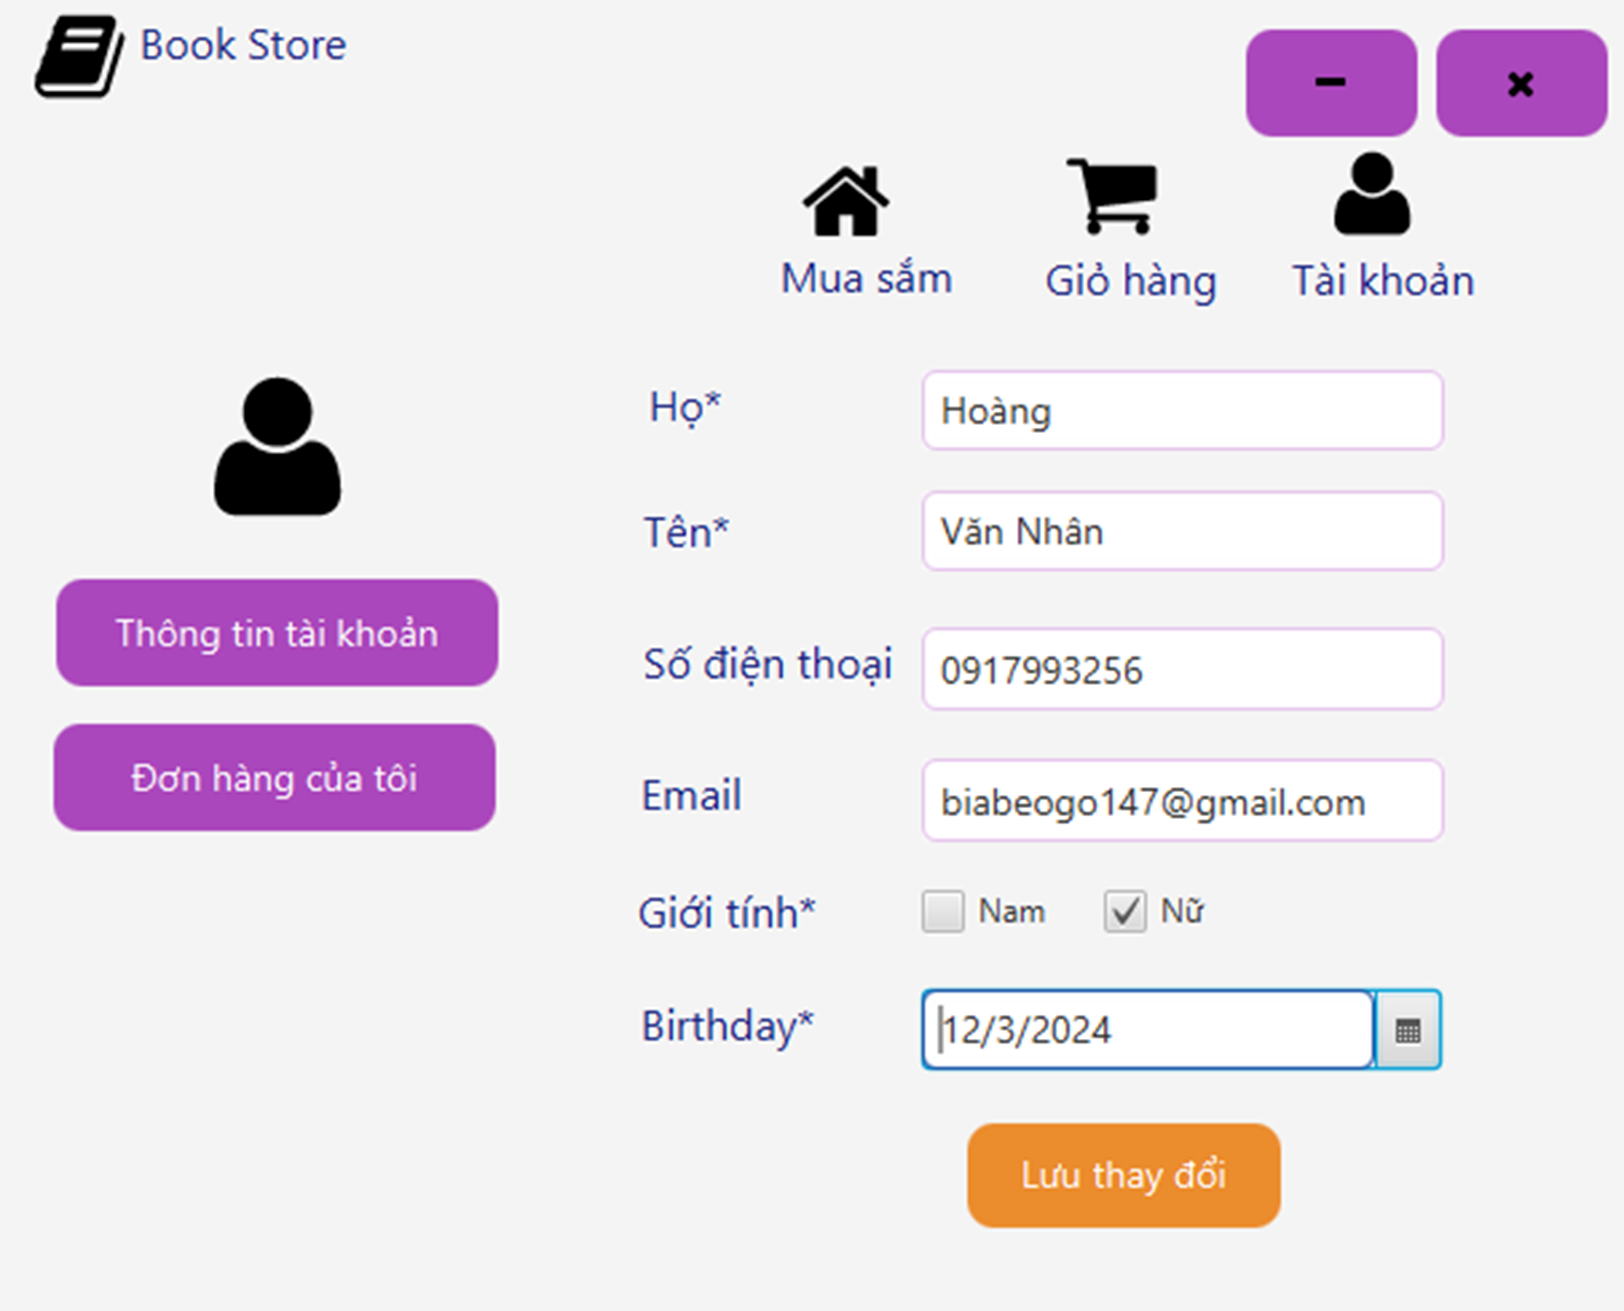 Book Store
Mua sắm
Giỏ hàng
Tài khoản
Họ*
Hoàng
Tên*
Văn Nhân
Thông tin tài khoản
Số điện thoại
0917993256
Đơn hàng của tôi
Email
biabeogo147@gmail.com
Giới tính*
Nam
Nữ
Birthday*
12/3/2024
Lưu thay đổi